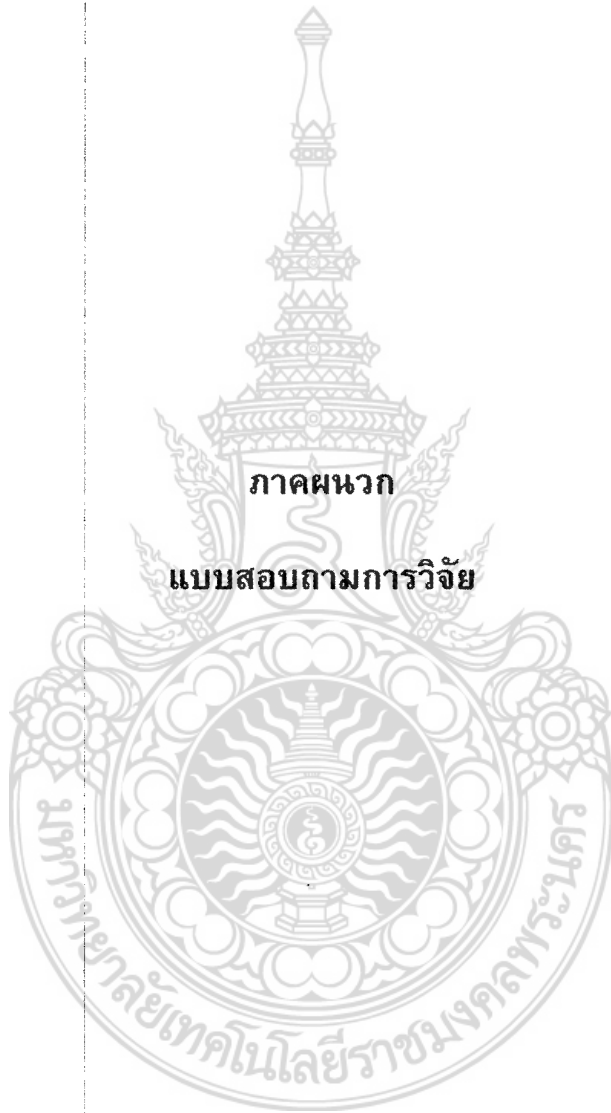 ภาคผนวก
แบบสอบถามการวิจัย
มหาวิทยาลัยเทคโนโลยีราชมงคลพระนคร